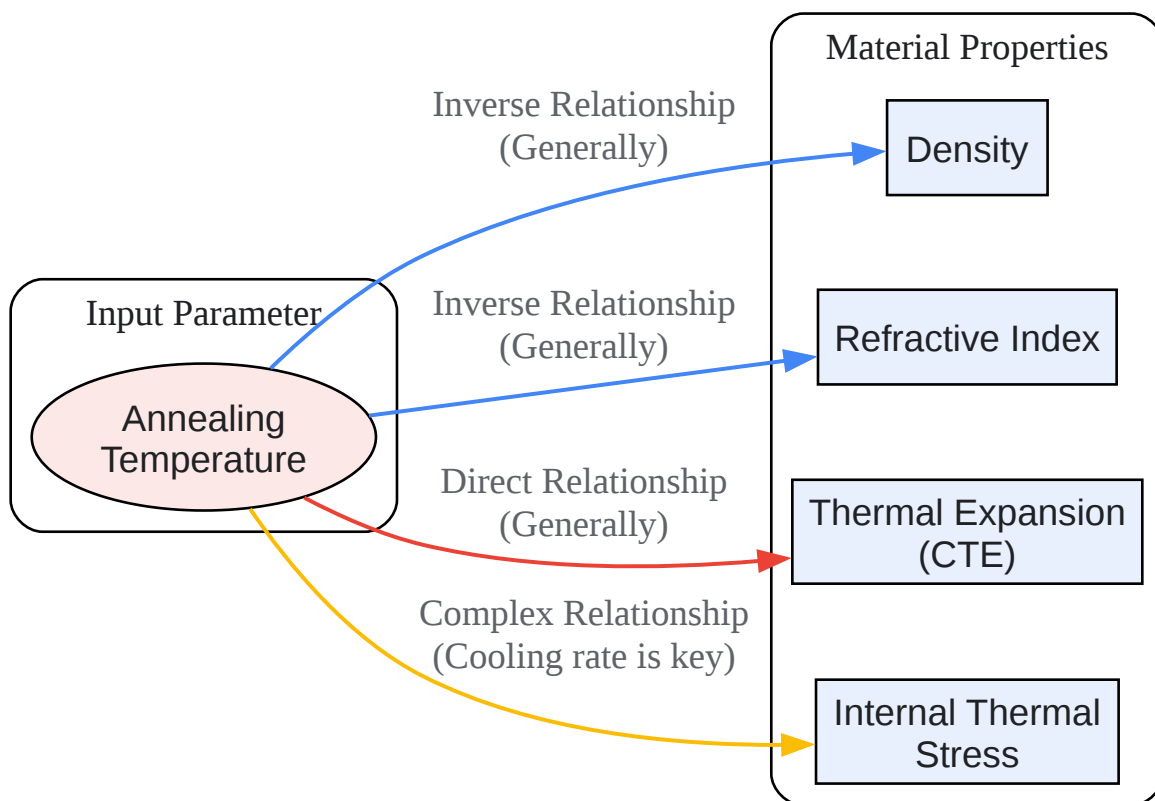 Material Properties
Inverse Relationship
(Generally)
Density
Input Parameter
Inverse Relationship
(Generally)
Refractive Index
Annealing
Temperature
Direct Relationship
(Generally)
Thermal Expansion
(CTE)
Complex Relationship
(Cooling rate is key)
Internal Thermal
Stress